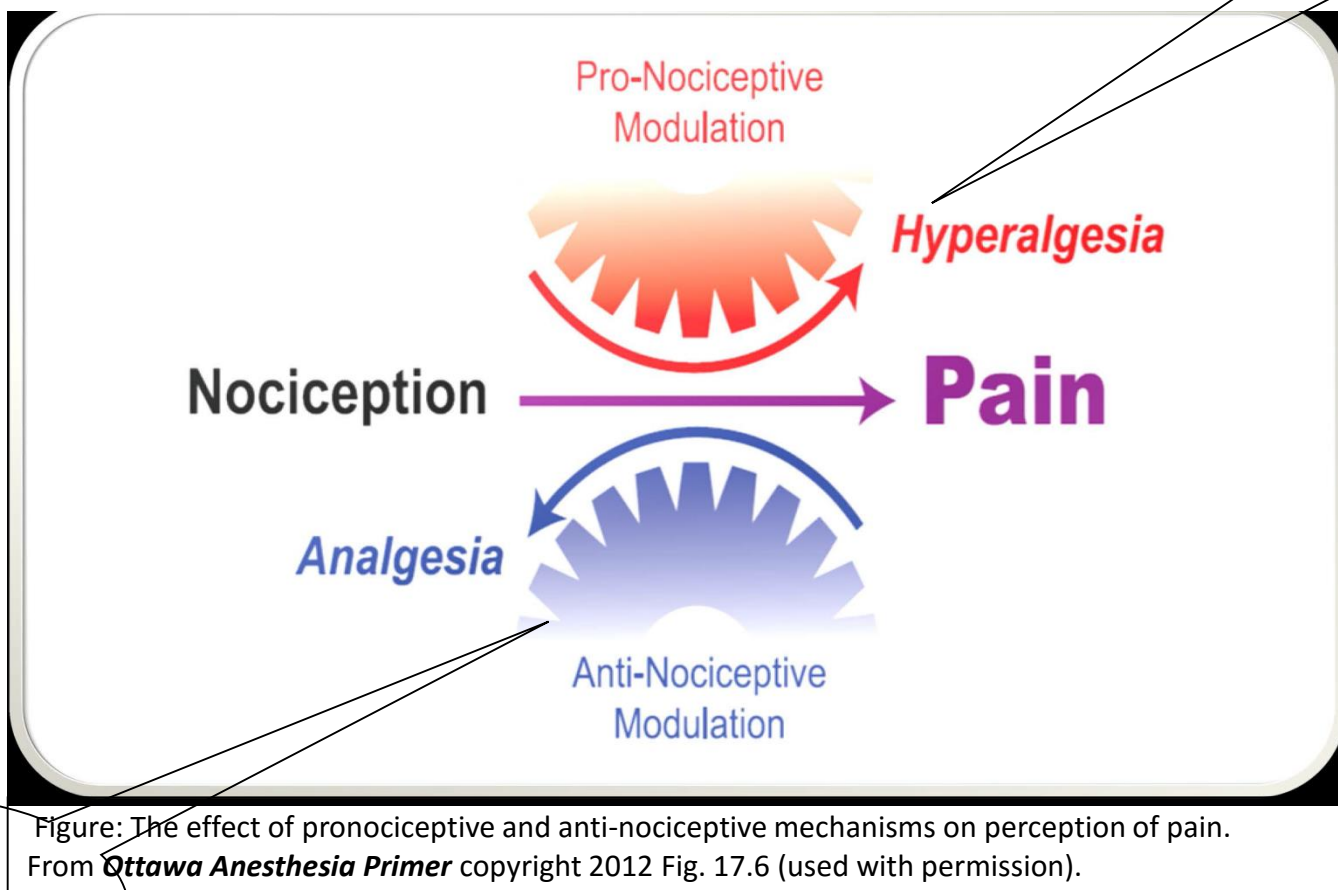 Pro-Nociceptive
Modulation
Hyperalgesia
Nociception
Pain
Analgesia
Anti-Nociceptive
Modulation
Figure: The effect of pronociceptive and anti-nociceptive mechanisms on perception of pain.
From Ottawa Anesthesia Primer copyright 2012 Fig. 17.6 (used with permission).